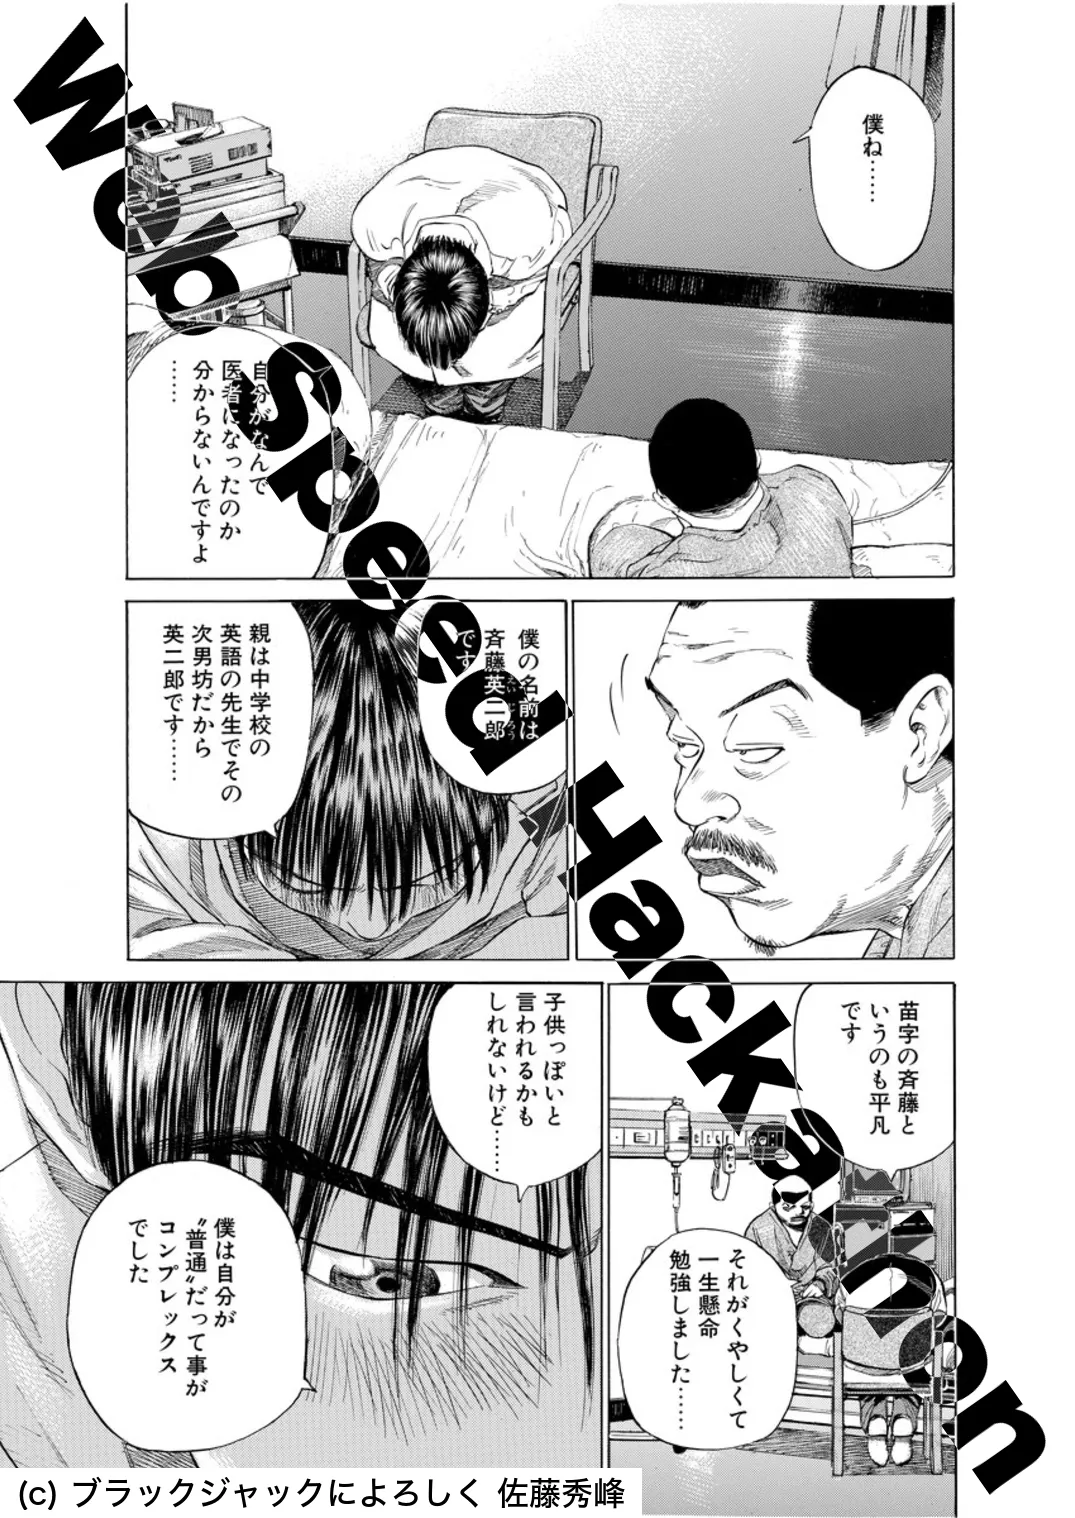 僕ね……
自分がなんで
医者になったのか
分からないんですよ
……
僕の名前は
斉藤英二郎
えいじろう
です
親は中学校の
英語の先生でその
次男坊だから
英二郎です……
苗字の斉藤と
いうのも平凡
です
それがくやしくて
一生懸命
勉強しました……
子供っぽいと
言われるかも
しれないけど……
僕は自分が
〝普通〟だって事が
コンプレックス
でした
Web Speed Hackathon
(c) ブラックジャックによろしく 佐藤秀峰